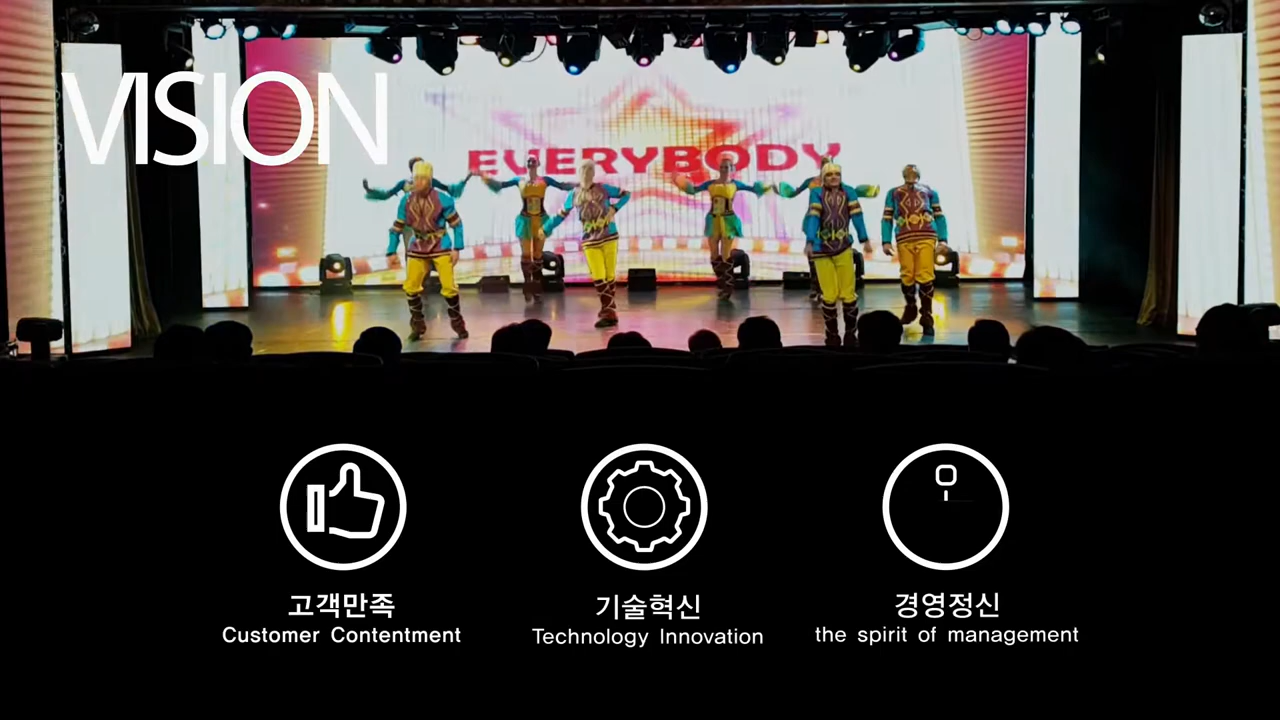 VISION
EVERYBODY
고객만족
Customer Contentment
기술혁신
Technology Innovation
경영정신
the spirit of management